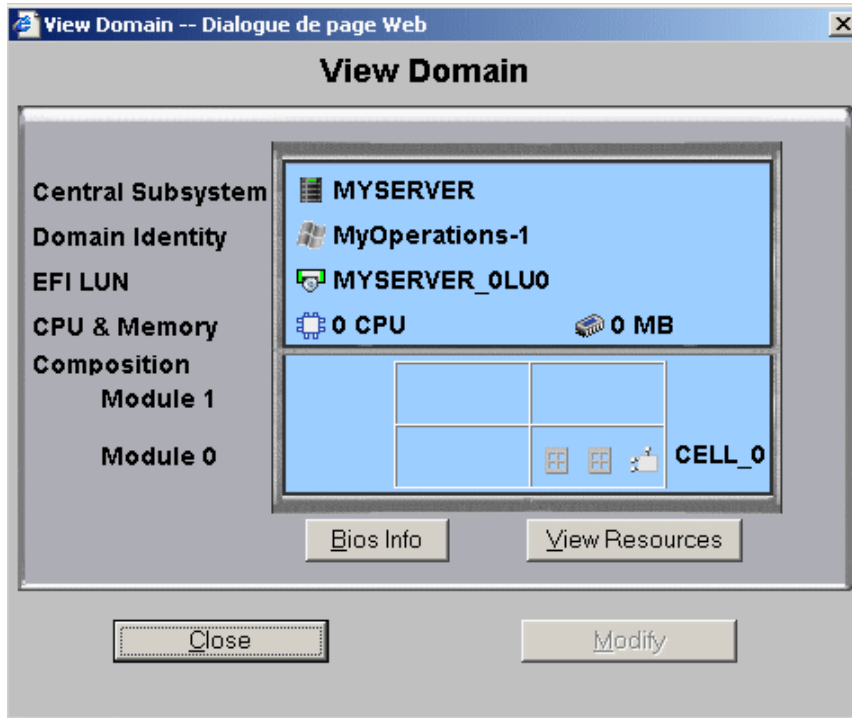 View Domain -- Dialogue de page Web
View Domain
Central Subsystem MYSERVER
Domain Identity MyOperations-1
EFI LUN MYSERVER_0LU0
CPU & Memory 0 CPU 0 MB
Composition
Module 1
Module 0 CELL_0
Bios Info View Resources
Close Modify